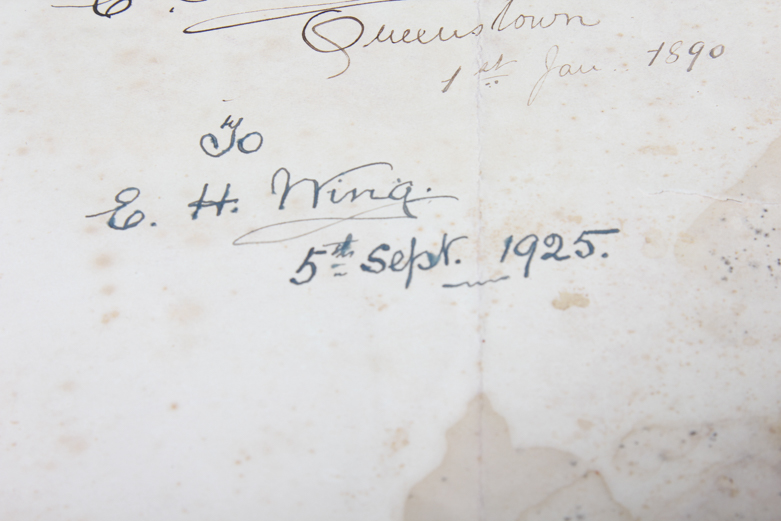 Queenstown
1st Jan. 1890
To
E. H. Wing.
5th Sept. 1925.